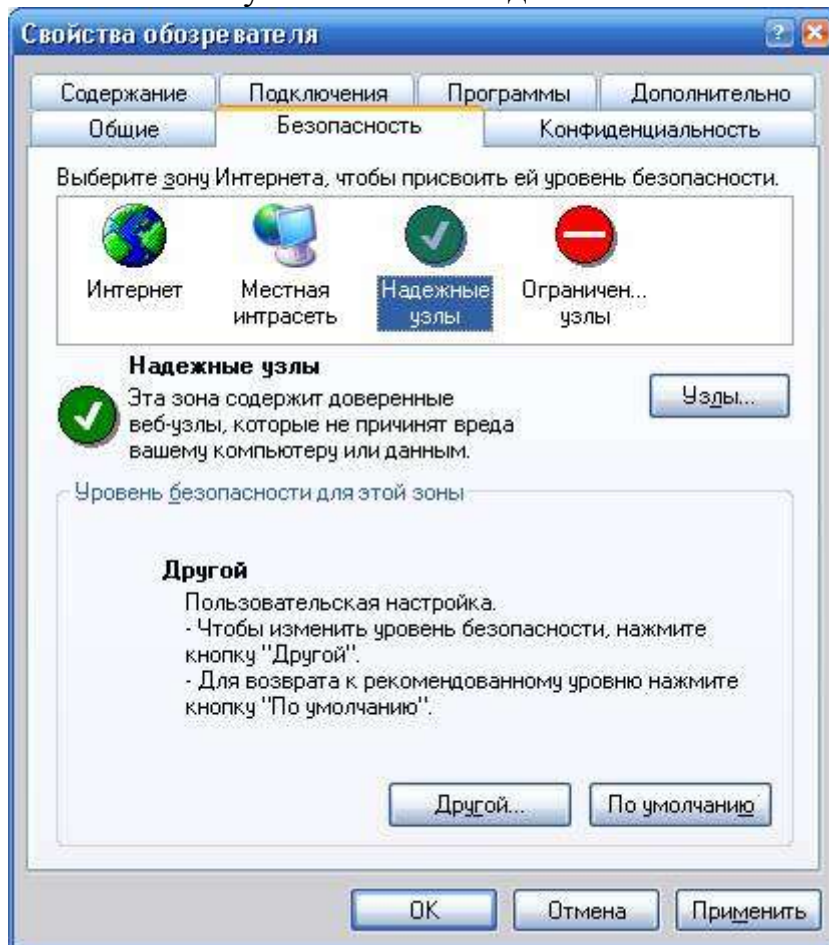 Свойства обозревателя
Содержание Подключения Программы Дополнительно
Общие Безопасность Конфиденциальность
Выберите зону Интернета, чтобы присвоить ей уровень безопасности.
Интернет Местная интрасеть Надежные узлы Ограничен... узлы
Надежные узлы
Эта зона содержит доверенные
веб-узлы, которые не причинят вреда
вашему компьютеру или данным.
Узлы...
Уровень безопасности для этой зоны
Другой
Пользовательская настройка.
- Чтобы изменить уровень безопасности, нажмите
кнопку "Другой".
- Для возврата к рекомендованному уровню нажмите
кнопку "По умолчанию".
Другой... По умолчанию
OK Отмена Применить